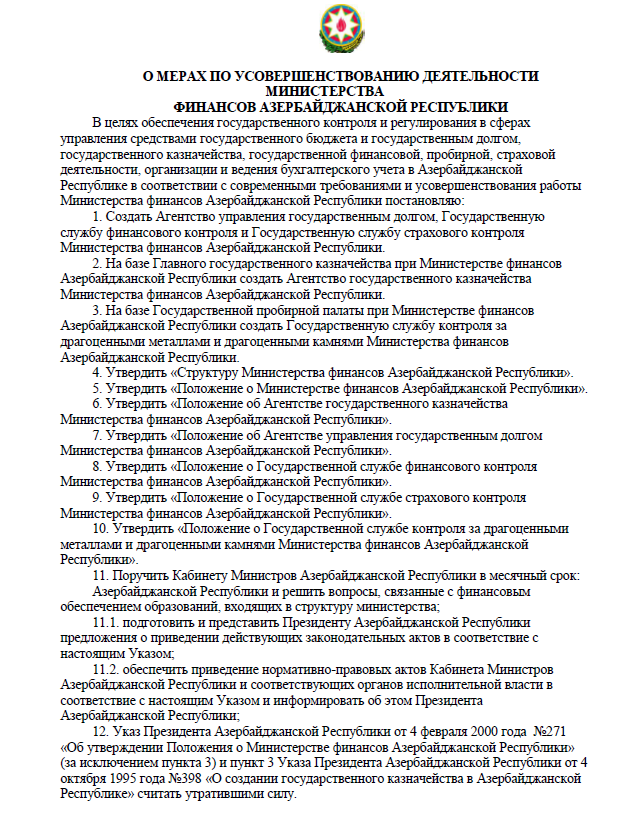 О МЕРАХ ПО УСОВЕРШЕНСТВОВАНИЮ ДЕЯТЕЛЬНОСТИ
МИНИСТЕРСТВА
ФИНАНСОВ АЗЕРБАЙДЖАНСКОЙ РЕСПУБЛИКИ
В целях обеспечения государственного контроля и регулирования в сферах
управления средствами государственного бюджета и государственным долгом,
государственного казначейства, государственной финансовой, пробирной, страховой
деятельности, организации и ведения бухгалтерского учета в Азербайджанской
Республике в соответствии с современными требованиями и усовершенствования работы
Министерства финансов Азербайджанской Республики постановляю:
1. Создать Агентство управления государственным долгом, Государственную
службу финансового контроля и Государственную службу страхового контроля
Министерства финансов Азербайджанской Республики.
2. На базе Главного государственного казначейства при Министерстве финансов
Азербайджанской Республики создать Агентство государственного казначейства
Министерства финансов Азербайджанской Республики.
3. На базе Государственной пробирной палаты при Министерстве финансов
Азербайджанской Республики создать Государственную службу контроля за
драгоценными металлами и драгоценными камнями Министерства финансов
Азербайджанской Республики.
4. Утвердить «Структуру Министерства финансов Азербайджанской Республики».
5. Утвердить «Положение о Министерстве финансов Азербайджанской Республики».
6. Утвердить «Положение об Агентстве государственного казначейства
Министерства финансов Азербайджанской Республики».
7. Утвердить «Положение об Агентстве управления государственным долгом
Министерства финансов Азербайджанской Республики».
8. Утвердить «Положение о Государственной службе финансового контроля
Министерства финансов Азербайджанской Республики».
9. Утвердить «Положение о Государственной службе страхового контроля
Министерства финансов Азербайджанской Республики».
10. Утвердить «Положение о Государственной службе контроля за драгоценными
металлами и драгоценными камнями Министерства финансов Азербайджанской
Республики».
11. Поручить Кабинету Министров Азербайджанской Республики в месячный срок:
Азербайджанской Республики и решить вопросы, связанные с финансовым
обеспечением образований, входящих в структуру министерства;
11.1. подготовить и представить Президенту Азербайджанской Республики
предложения о приведении действующих законодательных актов в соответствие с
настоящим Указом;
11.2. обеспечить приведение нормативно-правовых актов Кабинета Министров
Азербайджанской Республики и соответствующих органов исполнительной власти в
соответствие с настоящим Указом и информировать об этом Президента
Азербайджанской Республики;
12. Указ Президента Азербайджанской Республики от 4 февраля 2000 года №271
«Об утверждении Положения о Министерстве финансов Азербайджанской Республики»
(за исключением пункта 3) и пункт 3 Указа Президента Азербайджанской Республики от 4
октября 1995 года №398 «О создании государственного казначейства в Азербайджанской
Республике» считать утратившими силу.